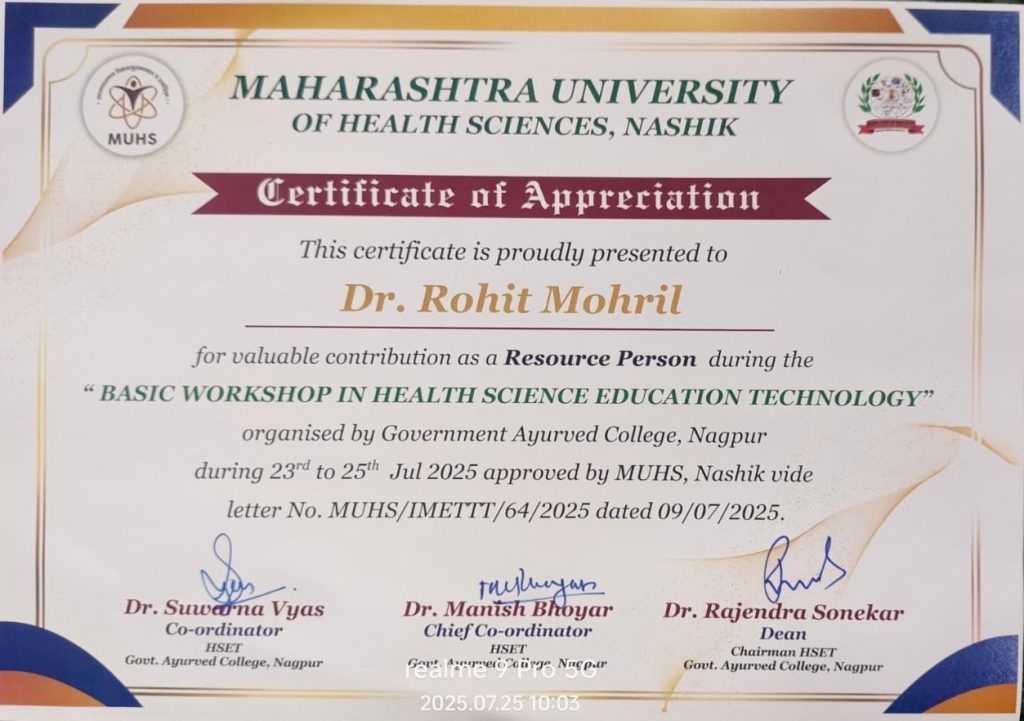 MUHS
MAHARASHTRA UNIVERSITY
OF HEALTH SCIENCES, NASHIK
Certificate of Appreciation
This certificate is proudly presented to
Dr. Rohit Mohril
for valuable contribution as a Resource Person during the
“ BASIC WORKSHOP IN HEALTH SCIENCE EDUCATION TECHNOLOGY”
organised by Government Ayurved College, Nagpur
during 23rd to 25th Jul 2025 approved by MUHS, Nashik vide
letter No. MUHS/IMETTT/64/2025 dated 09/07/2025.
Dr. Suwarna Vyas
Co-ordinator
HSET
Govt. Ayurved College, Nagpur
Dr. Manish Bhoyar
Chief Co-ordinator
HSET
Govt. Ayurved College, Nagpur
Dr. Rajendra Sonekar
Dean
Chairman HSET
Govt. Ayurved College, Nagpur
realme 9 Pro 5G
2025.07.25 10:03